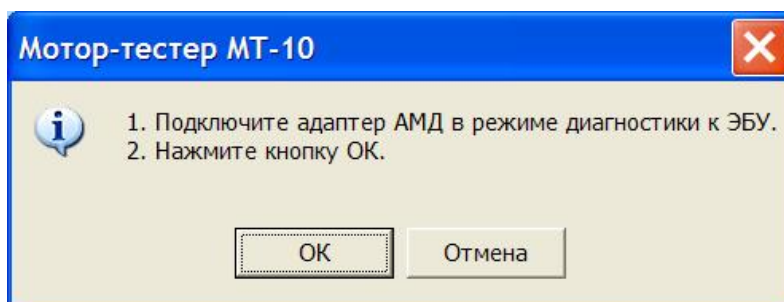 Мотор-тестер МТ-10
1. Подключите адаптер АМД в режиме диагностики к ЭБУ.
2. Нажмите кнопку ОК.
ОК
Отмена